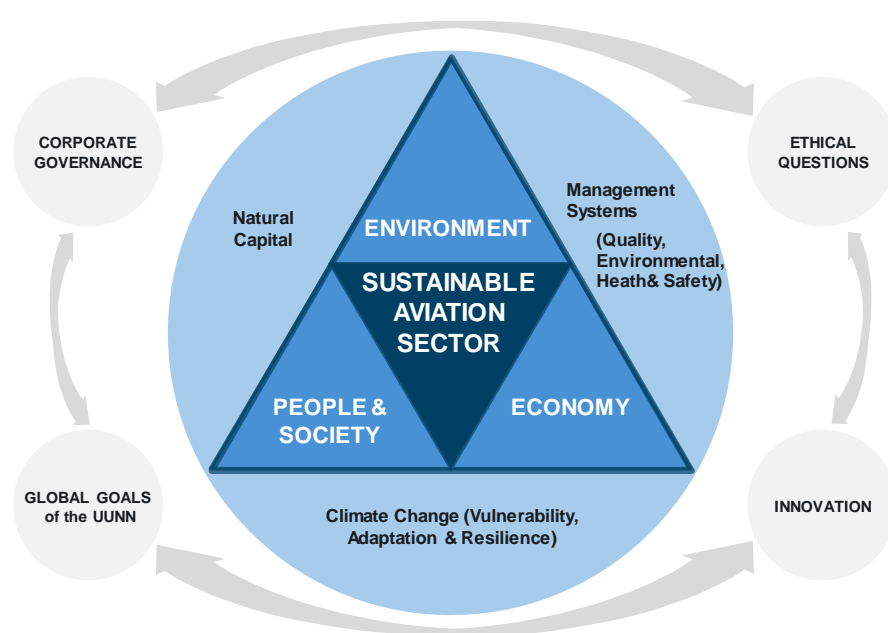 CORPORATE
GOVERNANCE
ETHICAL
QUESTIONS
Natural
Capital
Management
Systems
(Quality,
Environmental,
Heath& Safety)
ENVIRONMENT
SUSTAINABLE
AVIATION
SECTOR
PEOPLE &
SOCIETY
ECONOMY
GLOBAL GOALS
of the UUNN
INNOVATION
Climate Change (Vulnerability,
Adaptation & Resilience)